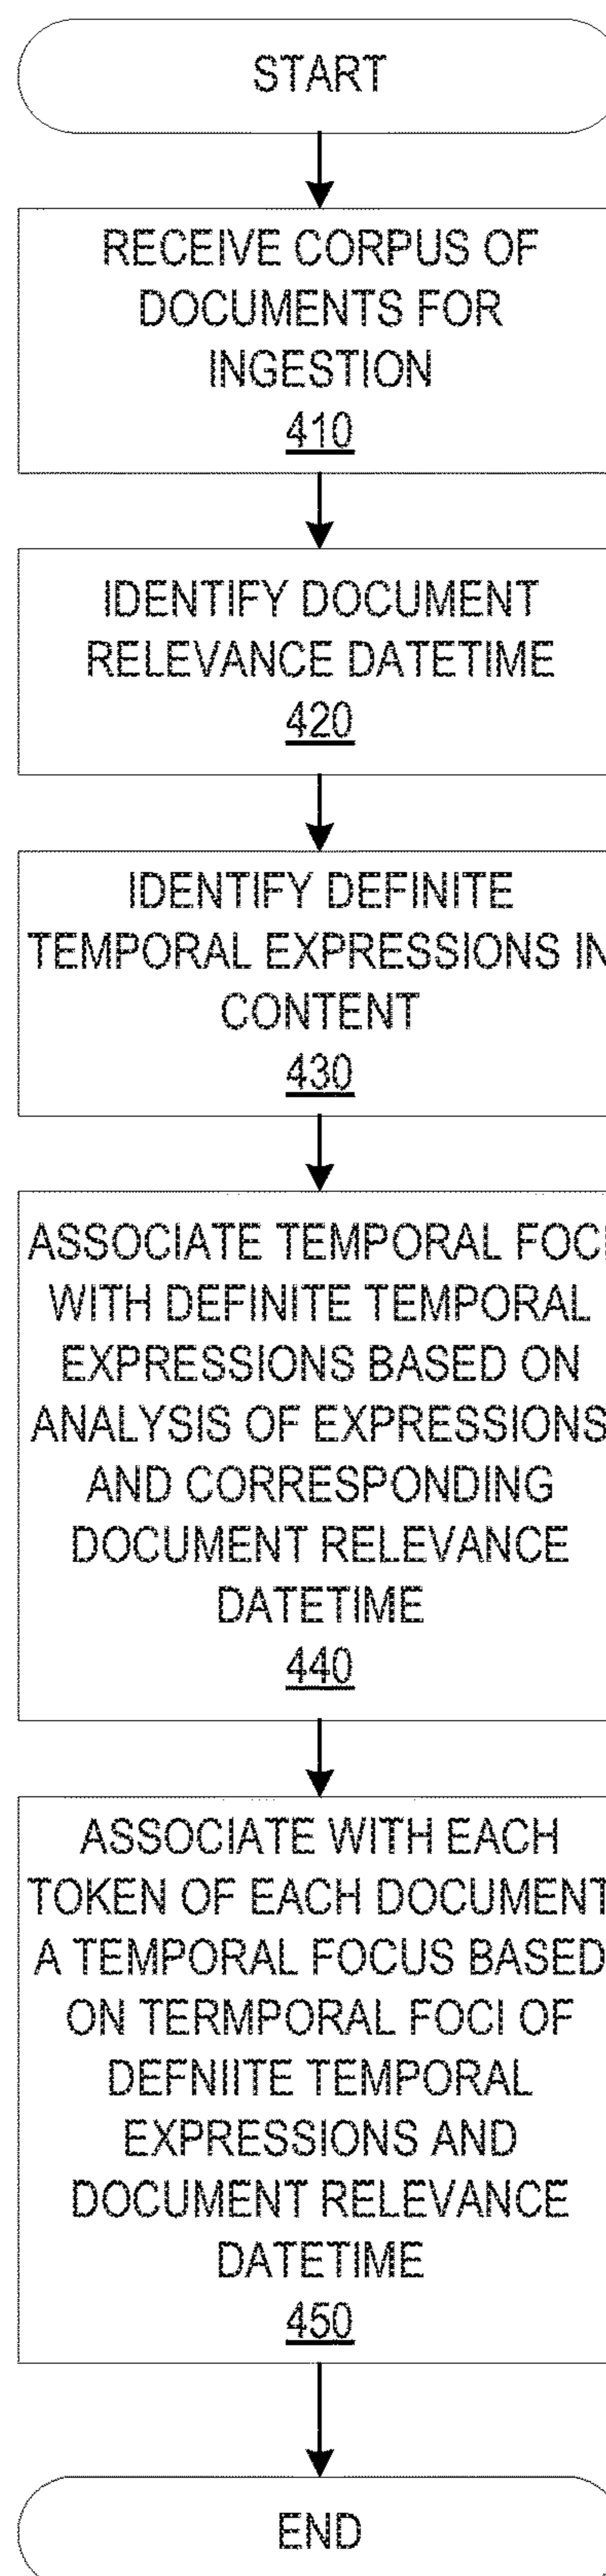 START
RECEIVE CORPUS OF
DOCUMENTS FOR
INGESTION
410
IDENTIFY DOCUMENT
RELEVANCE DATETIME
420
IDENTIFY DEFINITE
TEMPORAL EXPRESSIONS IN
CONTENT
430
ASSOCIATE TEMPORAL FOCI
WITH DEFINITE TEMPORAL
EXPRESSIONS BASED ON
ANALYSIS OF EXPRESSIONS
AND CORRESPONDING
DOCUMENT RELEVANCE
DATETIME
440
ASSOCIATE WITH EACH
TOKEN OF EACH DOCUMENT
A TEMPORAL FOCUS BASED
ON TERMPORAL FOCI OF
DEFNIITE TEMPORAL
EXPRESSIONS AND
DOCUMENT RELEVANCE
DATETIME
450
END